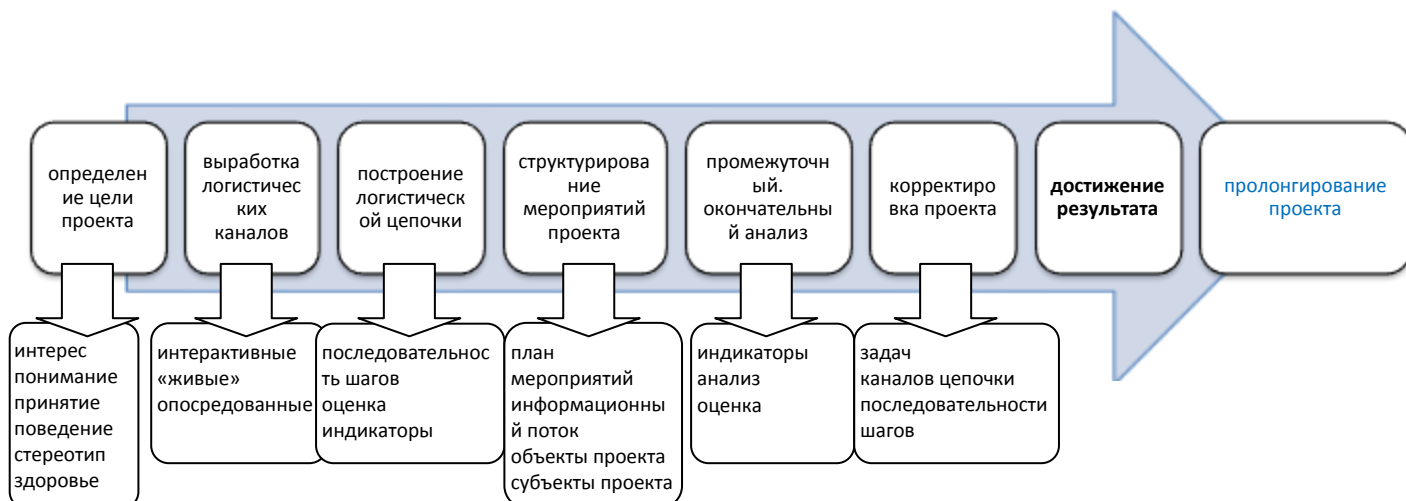 определен
ие цели
проекта
выработка
логистичес
ких
каналов
построение
логистическ
ой цепочки
структурирова
ние
мероприятий
проекта
промежуточн
ый.
окончательны
й анализ
корректиро
вка проекта
достижение
результата
пролонгирование
проекта
интерес
понимание
принятие
поведение
стереотип
здоровье
интерактивные
«живые»
опосредованные
последовательнос
ть шагов
оценка
индикаторы
план
мероприятий
информационны
й поток
объекты проекта
субъекты проекта
индикаторы
анализ
оценка
задач
каналов цепочки
последовательности
шагов